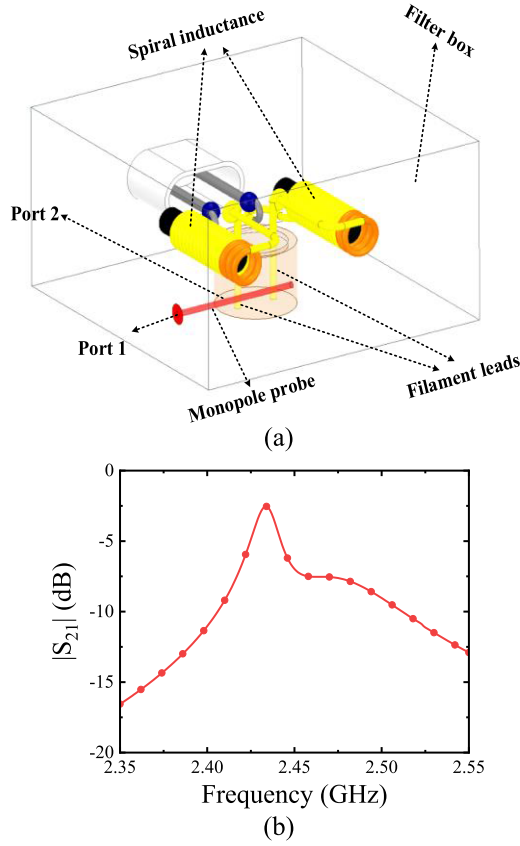 Spiral inductance
Filter box
Port 2
Port 1
Monopole probe
Filament leads
(a)
0
-5
-10
-15
-20
|S21| (dB)
2.35 2.40 2.45 2.50 2.55
Frequency (GHz)
(b)